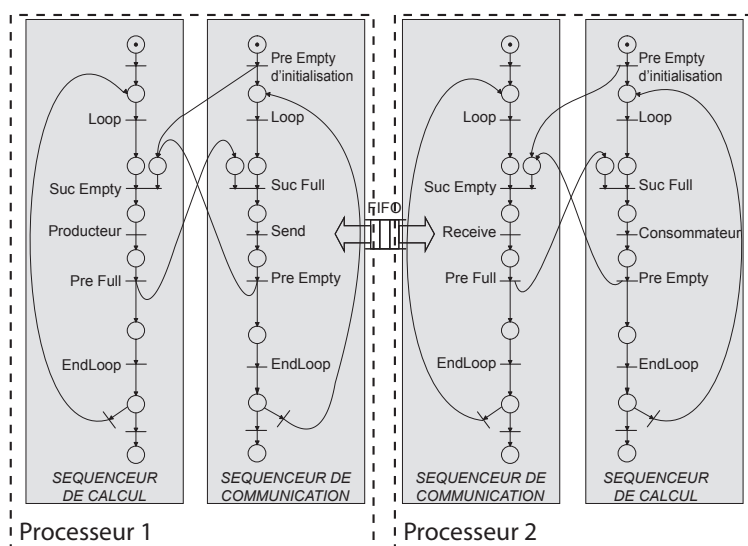 Pre Empty
d'initialisation
Loop
Suc Empty
Producteur
Pre Full
EndLoop
SEQUENCEUR
DE CALCUL
Loop
Suc Full
Send
Pre Empty
EndLoop
SEQUENCEUR DE
COMMUNICATION
Processeur 1
FIFO
Loop
Suc Empty
Receive
Pre Full
EndLoop
SEQUENCEUR DE
COMMUNICATION
Pre Empty
d'initialisation
Loop
Suc Full
Consommateur
Pre Empty
EndLoop
SEQUENCEUR
DE CALCUL
Processeur 2